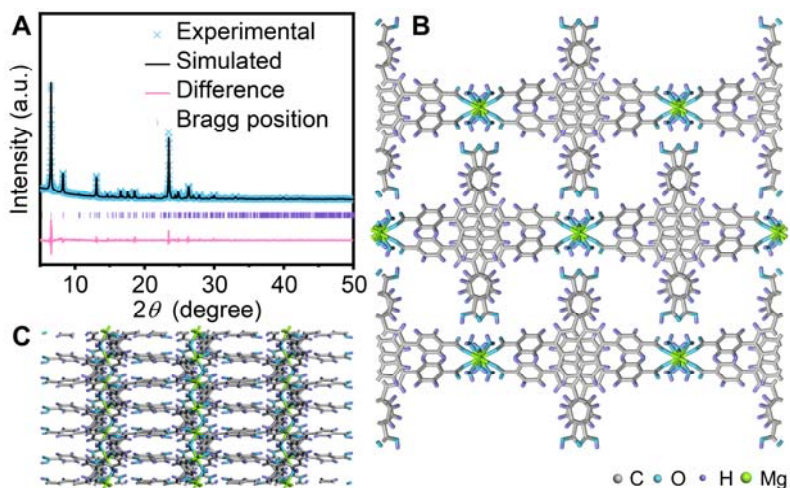 A
Experimental
Simulated
Difference
Bragg position
Intensity (a.u.)
10 20 30 40 50
2θ (degree)
B
C
C O H Mg